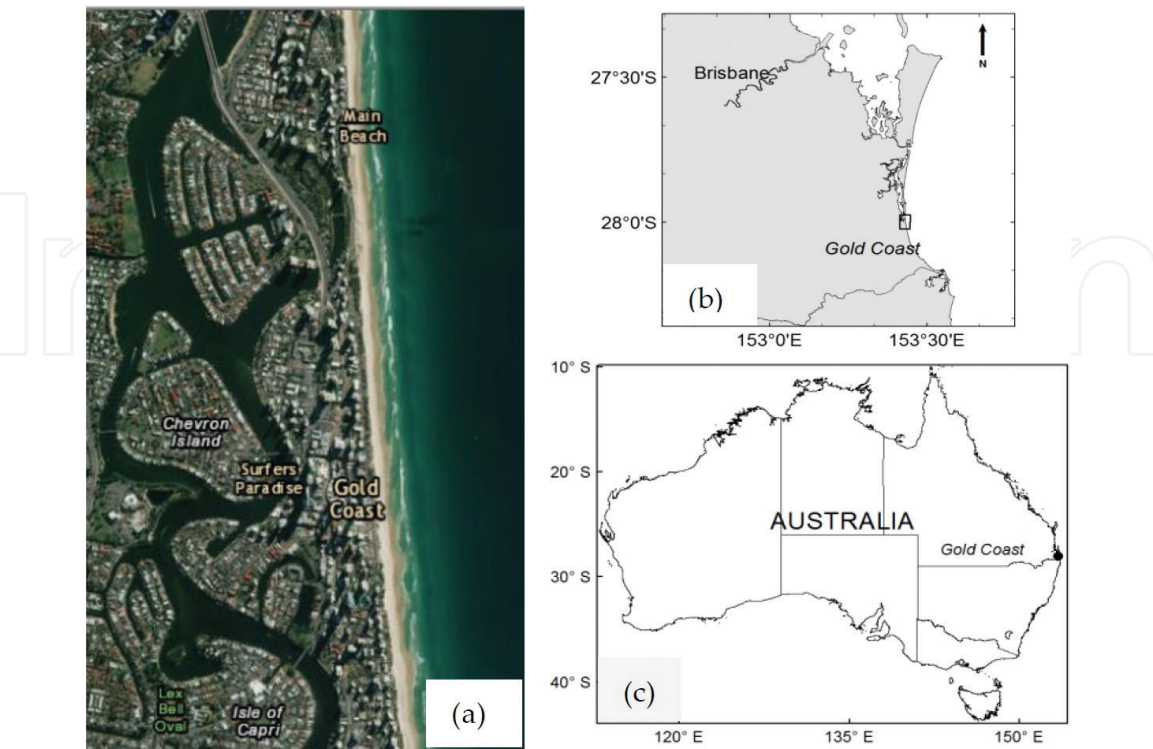 Main
Beach
Chevron
Island
Surfers
Paradise
Gold
Coast
Lex
Bell
Oval
Isle of
Capri
(a)
27°30'S
Brisbane
N
28°0'S
Gold Coast
(b)
153°0'E
153°30'E
10° S
20° S
AUSTRALIA
Gold Coast
30° S
40° S
(c)
120° E
135° E
150° E